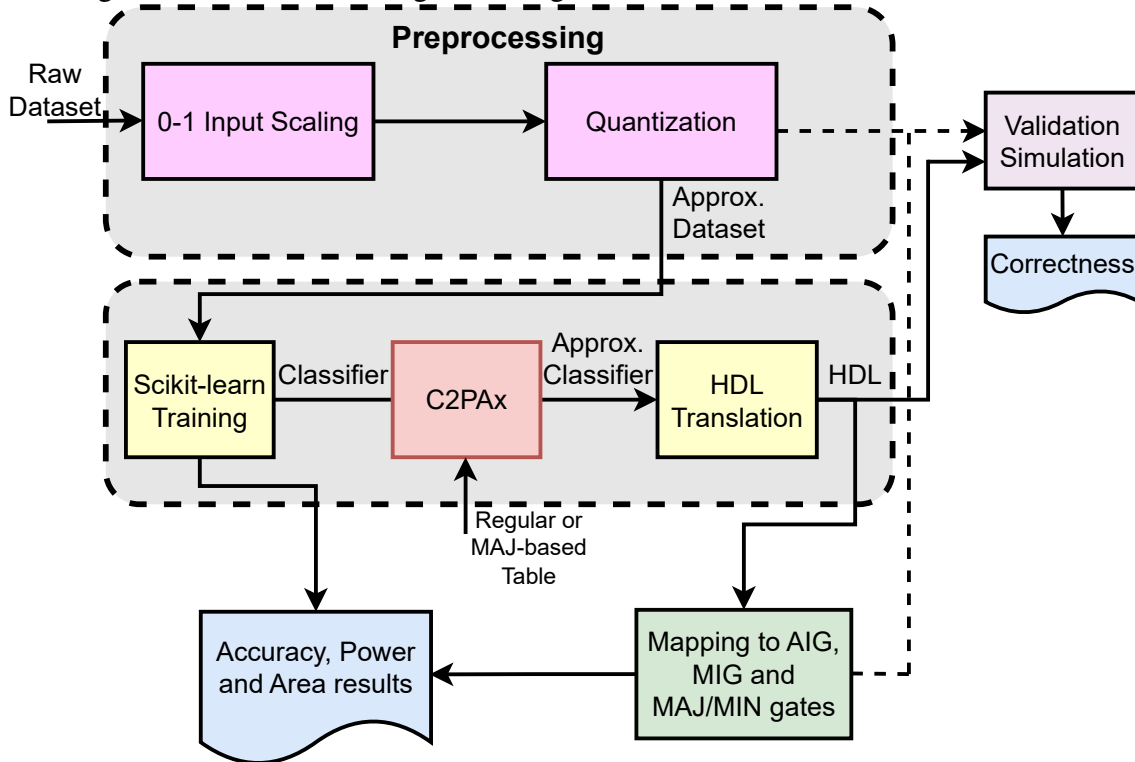 Preprocessing
Raw
Dataset
0-1 Input Scaling
Quantization
Validation
Simulation
Approx.
Dataset
Correctness
Scikit-learn
Training
Classifier
C2PAx
Approx.
Classifier
HDL
Translation
HDL
Regular or
MAJ-based
Table
Accuracy, Power
and Area results
Mapping to AIG,
MIG and
MAJ/MIN gates